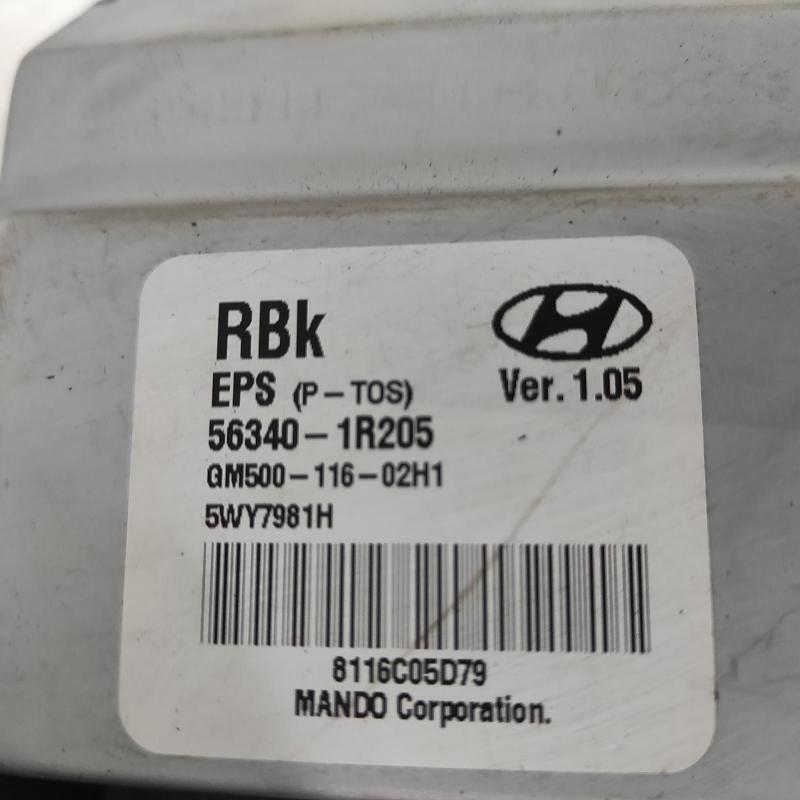 RBk
EPS (P-TOS)
Ver. 1.05
56340-1R205
GM500-116-02H1
5WY7981H
8116C05D79
MANDO Corporation.